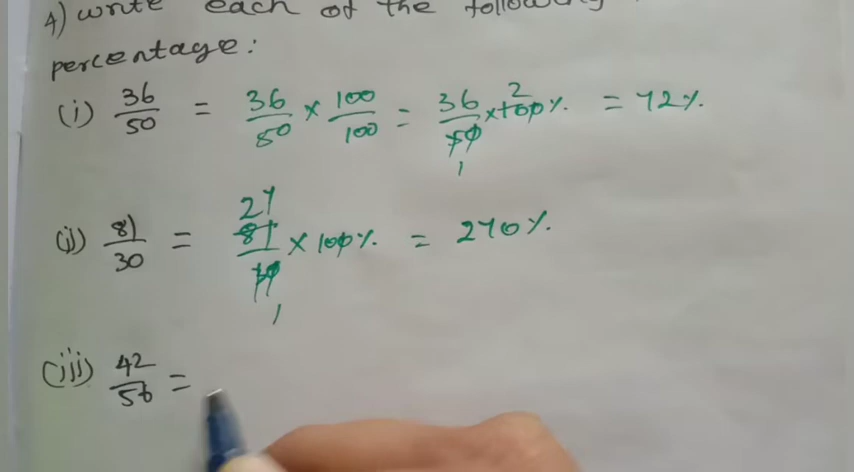 4) write each of the following
percentage:
(i) 36/50 = 36/50 × 100/100 = 36/50 × 100% 2 1 = 72%.
(ii) 81/30 = 27 81/30 × 100% 1 = 270%.
(iii) 42/56 =